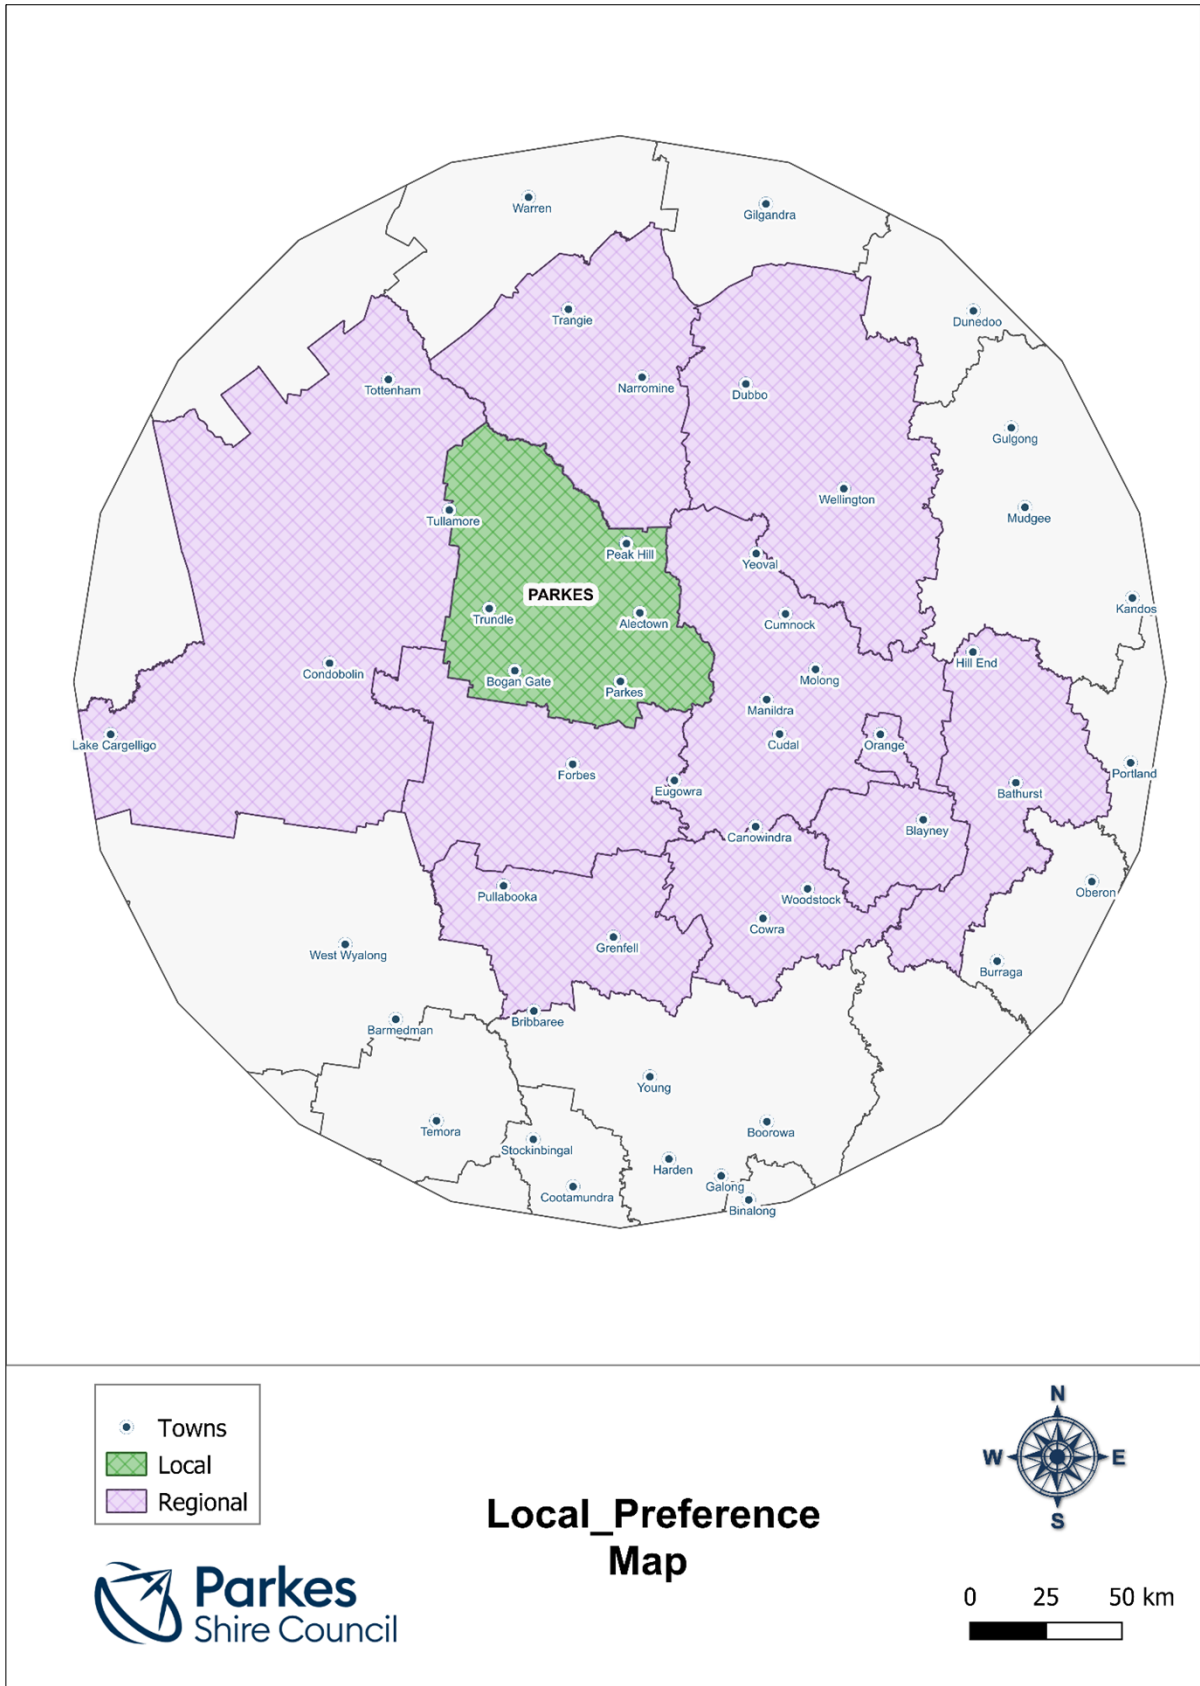 Warren
Gilgandra
Trangie
Dunedoo
Tottenham
Narromine
Dubbo
Gulgong
Wellington
Mudgee
Tullamore
Peak Hill
Yeoval
PARKES
Kandos
Trundle
Alectown
Cumnock
Hill End
Condobolin
Bogan Gate
Parkes
Molong
Manildra
Lake Cargelligo
Cudal
Orange
Forbes
Portland
Eugowra
Bathurst
Canowindra
Blayney
Pullabooka
Woodstock
Oberon
Cowra
West Wyalong
Grenfell
Burraga
Barmedman
Bribbaree
Young
Temora
Boorowa
Stockinbingal
Harden
Galong
Cootamundra
Binalong
Towns
Local
Regional
Local_Preference
Map
N
W
E
S
Parkes
Shire Council
0 25 50 km